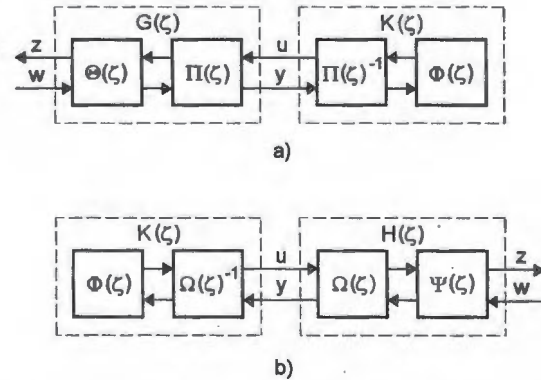 G(ζ) K(ζ)
z u
Θ(ζ) Π(ζ) Π(ζ)⁻¹ Φ(ζ)
w y
a)
K(ζ) H(ζ)
u z
Φ(ζ) Ω(ζ)⁻¹ Ω(ζ) Ψ(ζ)
y w
b)